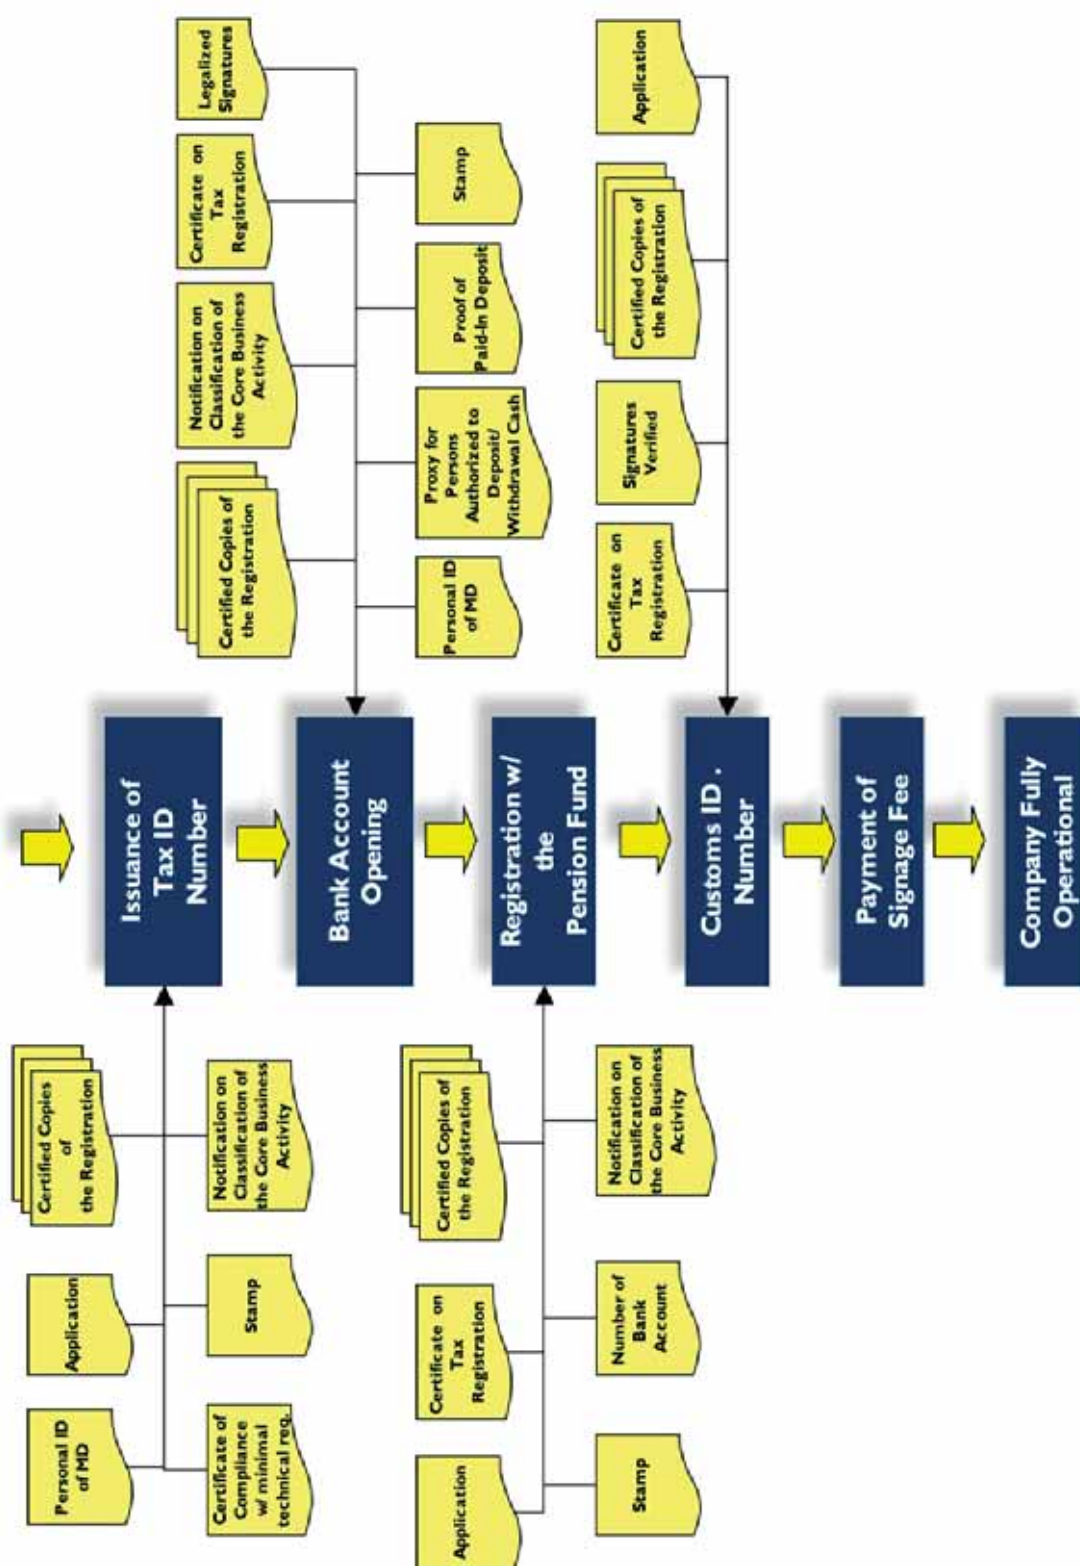 Personal ID
of MD
Application
Certified Copies
of
the Registration
Certificate of
Compliance
w/ minimal
technical req.
Stamp
Notification on
Classification of
the Core Business
Activity
Issuance of
Tax ID
Number
Certified Copies of
the Registration
Notification on
Classification of
the Core Business
Activity
Certificate on
Tax
Registration
Legalized
Signatures
Bank Account
Opening
Personal ID
of MD
Proxy for
Persons
Authorized to
Deposit/
Withdrawal Cash
Proof of
Paid-In Deposit
Stamp
Application
Certificate on
Tax
Registration
Certified Copies of
the Registration
Registration w/
the
Pension Fund
Stamp
Number of
Bank
Account
Notification on
Classification of
the Core Business
Activity
Certificate on
Tax
Registration
Signatures
Verified
Certified Copies of
the Registration
Application
Customs ID .
Number
Payment of
Signage Fee
Company Fully
Operational